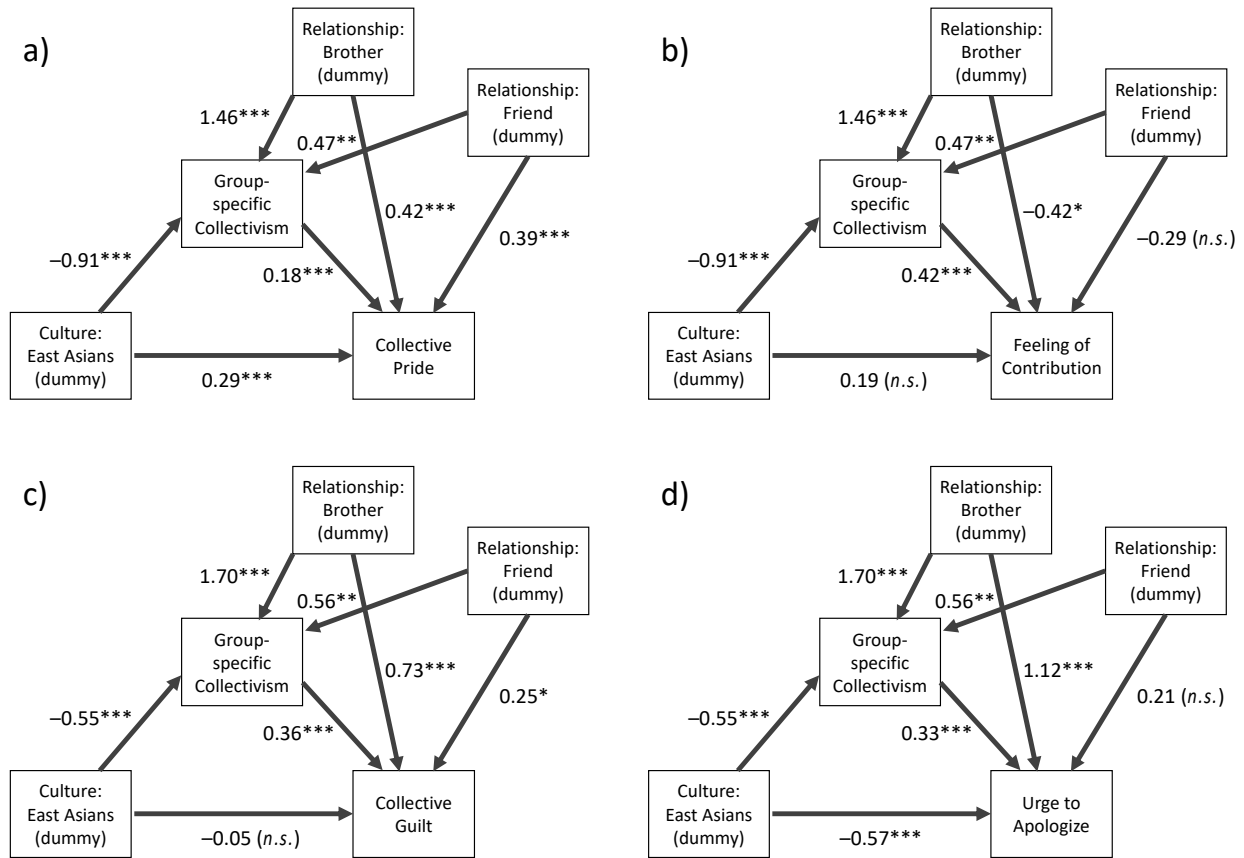 a)
Relationship:
Brother
(dummy)
Relationship:
Friend
(dummy)
1.46***
0.47**
Group-
specific
Collectivism
0.42***
0.39***
−0.91***
0.18***
Culture:
East Asians
(dummy)
Collective
Pride
0.29***
b)
Relationship:
Brother
(dummy)
Relationship:
Friend
(dummy)
1.46***
0.47**
Group-
specific
Collectivism
−0.42*
−0.29 (n.s.)
−0.91***
0.42***
Culture:
East Asians
(dummy)
Feeling of
Contribution
0.19 (n.s.)
c)
Relationship:
Brother
(dummy)
Relationship:
Friend
(dummy)
1.70***
0.56**
Group-
specific
Collectivism
0.73***
0.25*
−0.55***
0.36***
Culture:
East Asians
(dummy)
Collective
Guilt
−0.05 (n.s.)
d)
Relationship:
Brother
(dummy)
Relationship:
Friend
(dummy)
1.70***
0.56**
Group-
specific
Collectivism
1.12***
0.21 (n.s.)
−0.55***
0.33***
Culture:
East Asians
(dummy)
Urge to
Apologize
−0.57***